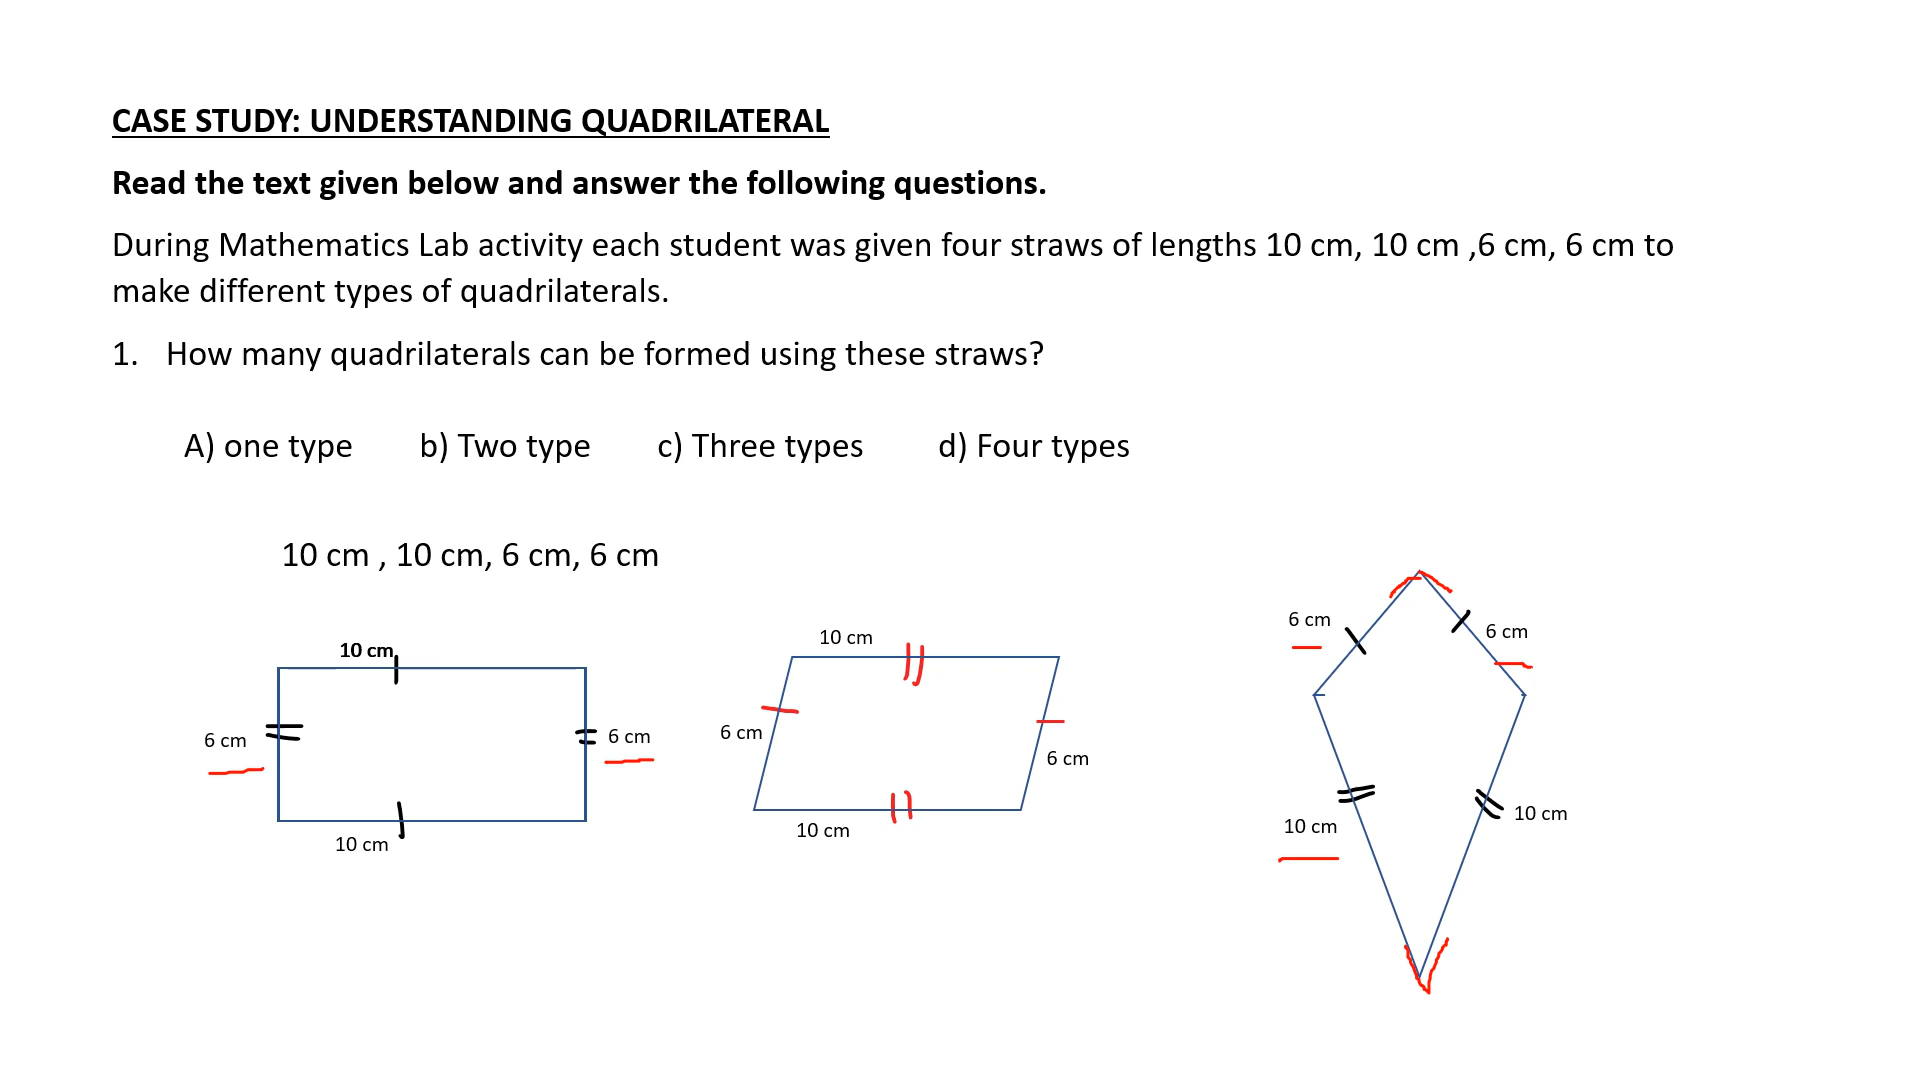 CASE STUDY: UNDERSTANDING QUADRILATERAL
Read the text given below and answer the following questions.
During Mathematics Lab activity each student was given four straws of lengths 10 cm, 10 cm ,6 cm, 6 cm to
make different types of quadrilaterals.
1. How many quadrilaterals can be formed using these straws?
A) one type b) Two type c) Three types d) Four types
10 cm , 10 cm, 6 cm, 6 cm
10 cm
6 cm
6 cm
10 cm
10 cm
6 cm
6 cm
10 cm
6 cm
6 cm
10 cm
10 cm